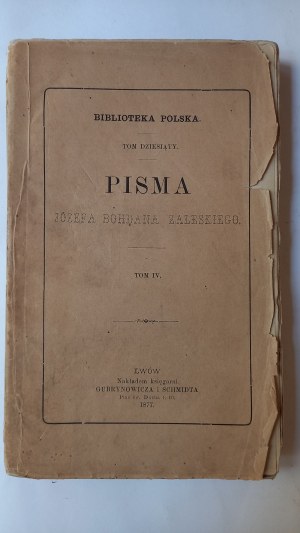 BIBLIOTEKA POLSKA.
TOM DZIESIĄTY.
PISMA
JÓZEFA BOHDANA ZALESKIEGO.
TOM IV.
LWÓW
Nakładem księgarni
GUBRYNOWICZA i SCHMIDTA
1877.